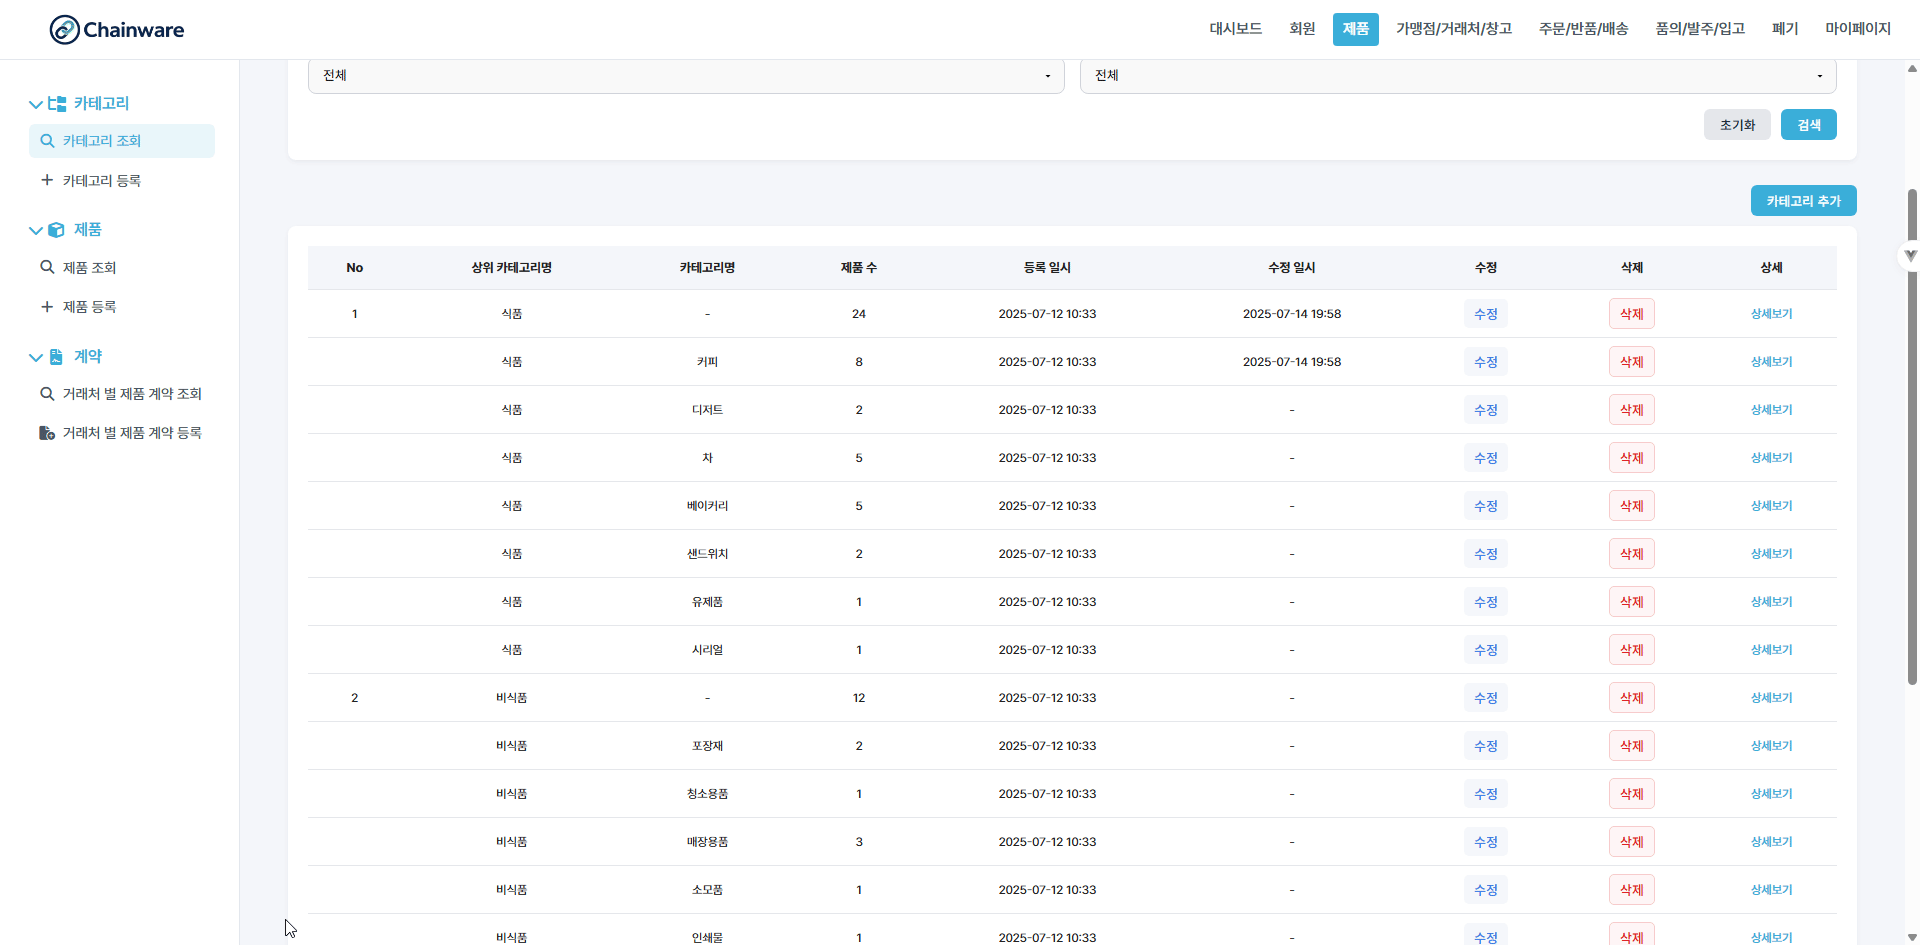 Chainware
대시보드 회원 제품 가맹점/거래처/창고 주문/반품/배송 품의/발주/입고 폐기 마이페이지
카테고리
카테고리 조회
카테고리 등록
제품
제품 조회
제품 등록
계약
거래처 별 제품 계약 조회
거래처 별 제품 계약 등록
전체 전체
초기화 검색
카테고리 추가
No 상위 카테고리명 카테고리명 제품 수 등록 일시 수정 일시 수정 삭제 상세
1 식품 - 24 2025-07-12 10:33 2025-07-14 19:58 수정 삭제 상세보기
식품 커피 8 2025-07-12 10:33 2025-07-14 19:58 수정 삭제 상세보기
식품 디저트 2 2025-07-12 10:33 - 수정 삭제 상세보기
식품 차 5 2025-07-12 10:33 - 수정 삭제 상세보기
식품 베이커리 5 2025-07-12 10:33 - 수정 삭제 상세보기
식품 샌드위치 2 2025-07-12 10:33 - 수정 삭제 상세보기
식품 유제품 1 2025-07-12 10:33 - 수정 삭제 상세보기
식품 시리얼 1 2025-07-12 10:33 - 수정 삭제 상세보기
2 비식품 - 12 2025-07-12 10:33 - 수정 삭제 상세보기
비식품 포장재 2 2025-07-12 10:33 - 수정 삭제 상세보기
비식품 청소용품 1 2025-07-12 10:33 - 수정 삭제 상세보기
비식품 매장용품 3 2025-07-12 10:33 - 수정 삭제 상세보기
비식품 소모품 1 2025-07-12 10:33 - 수정 삭제 상세보기
비식품 인쇄물 1 2025-07-12 10:33 - 수정 삭제 상세보기